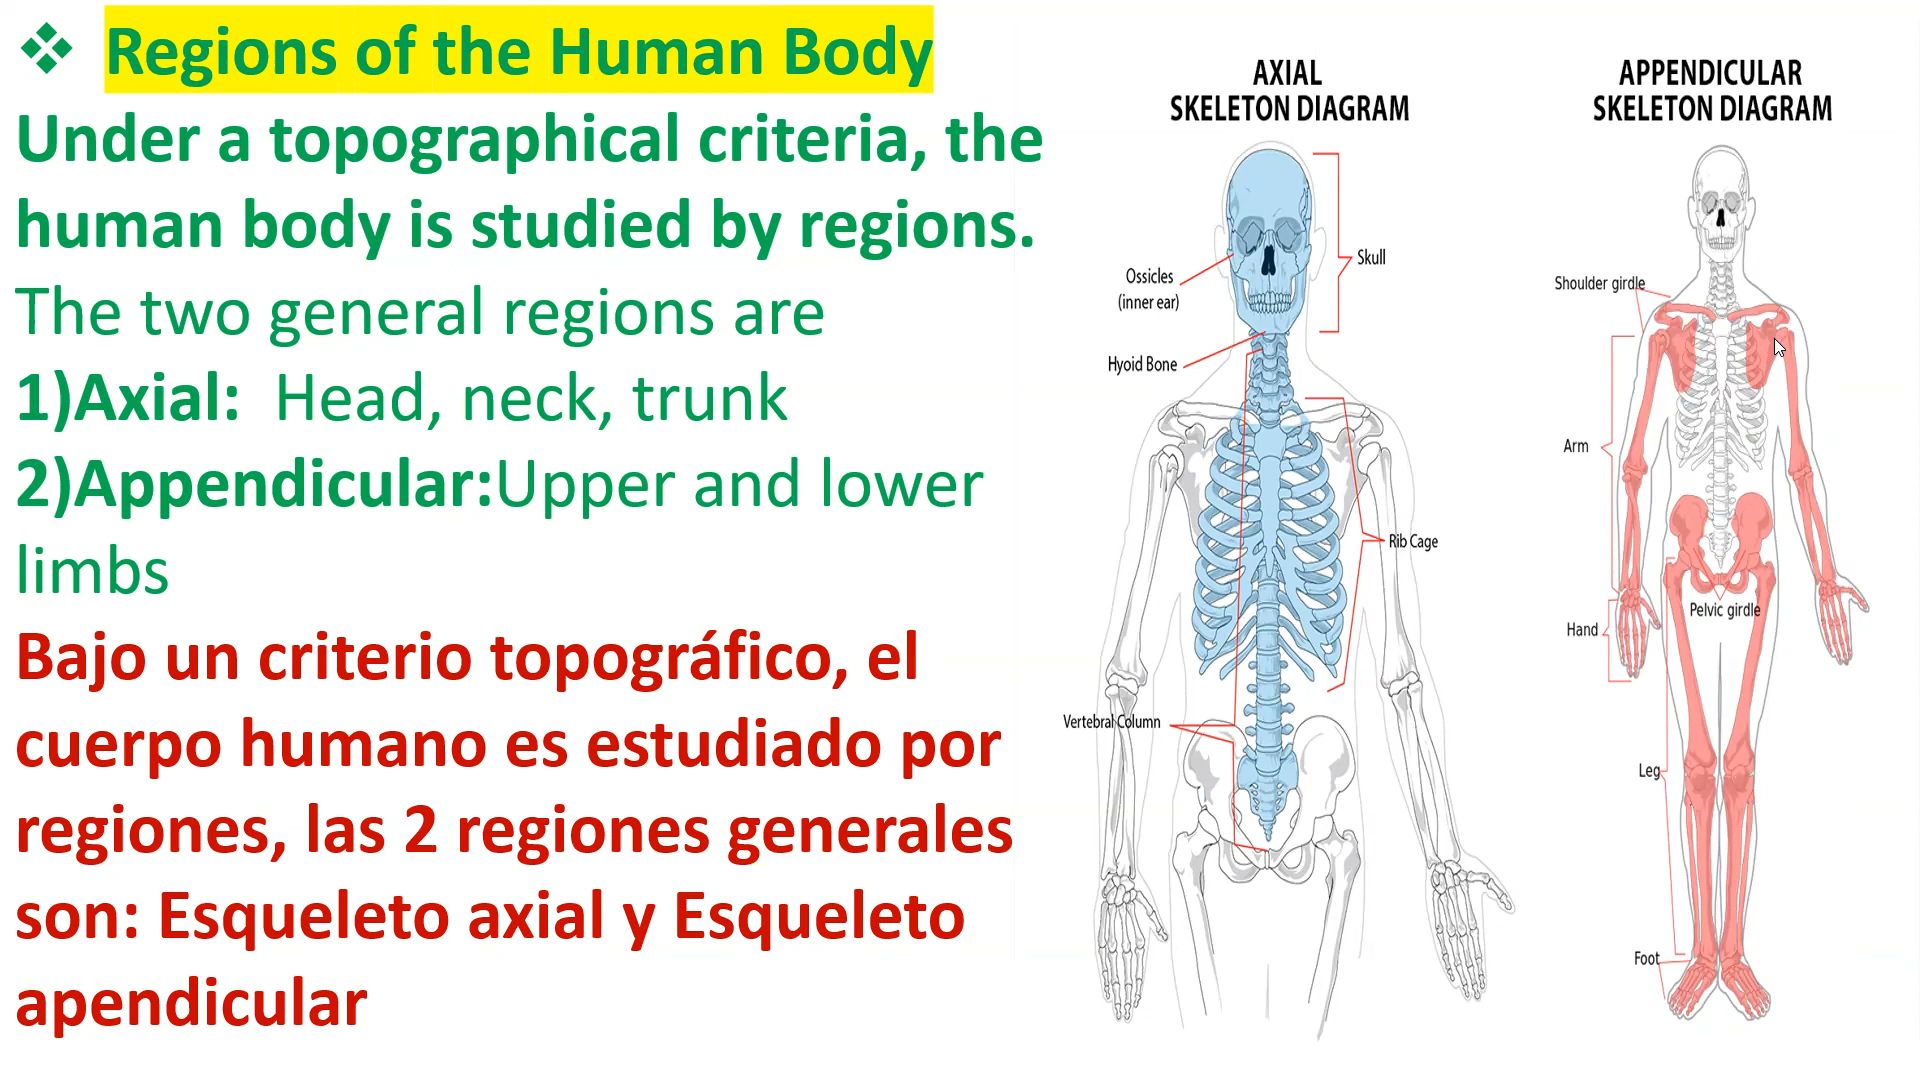 ❖ Regions of the Human Body
Under a topographical criteria, the
human body is studied by regions.
The two general regions are
1)Axial: Head, neck, trunk
2)Appendicular:Upper and lower
limbs
Bajo un criterio topográfico, el
cuerpo humano es estudiado por
regiones, las 2 regiones generales
son: Esqueleto axial y Esqueleto
apendicular
AXIAL
SKELETON DIAGRAM
Skull
Ossicles
(inner ear)
Hyoid Bone
Rib Cage
Vertebral Column
APPENDICULAR
SKELETON DIAGRAM
Shoulder girdle
Arm
Pelvic girdle
Hand
Leg
Foot